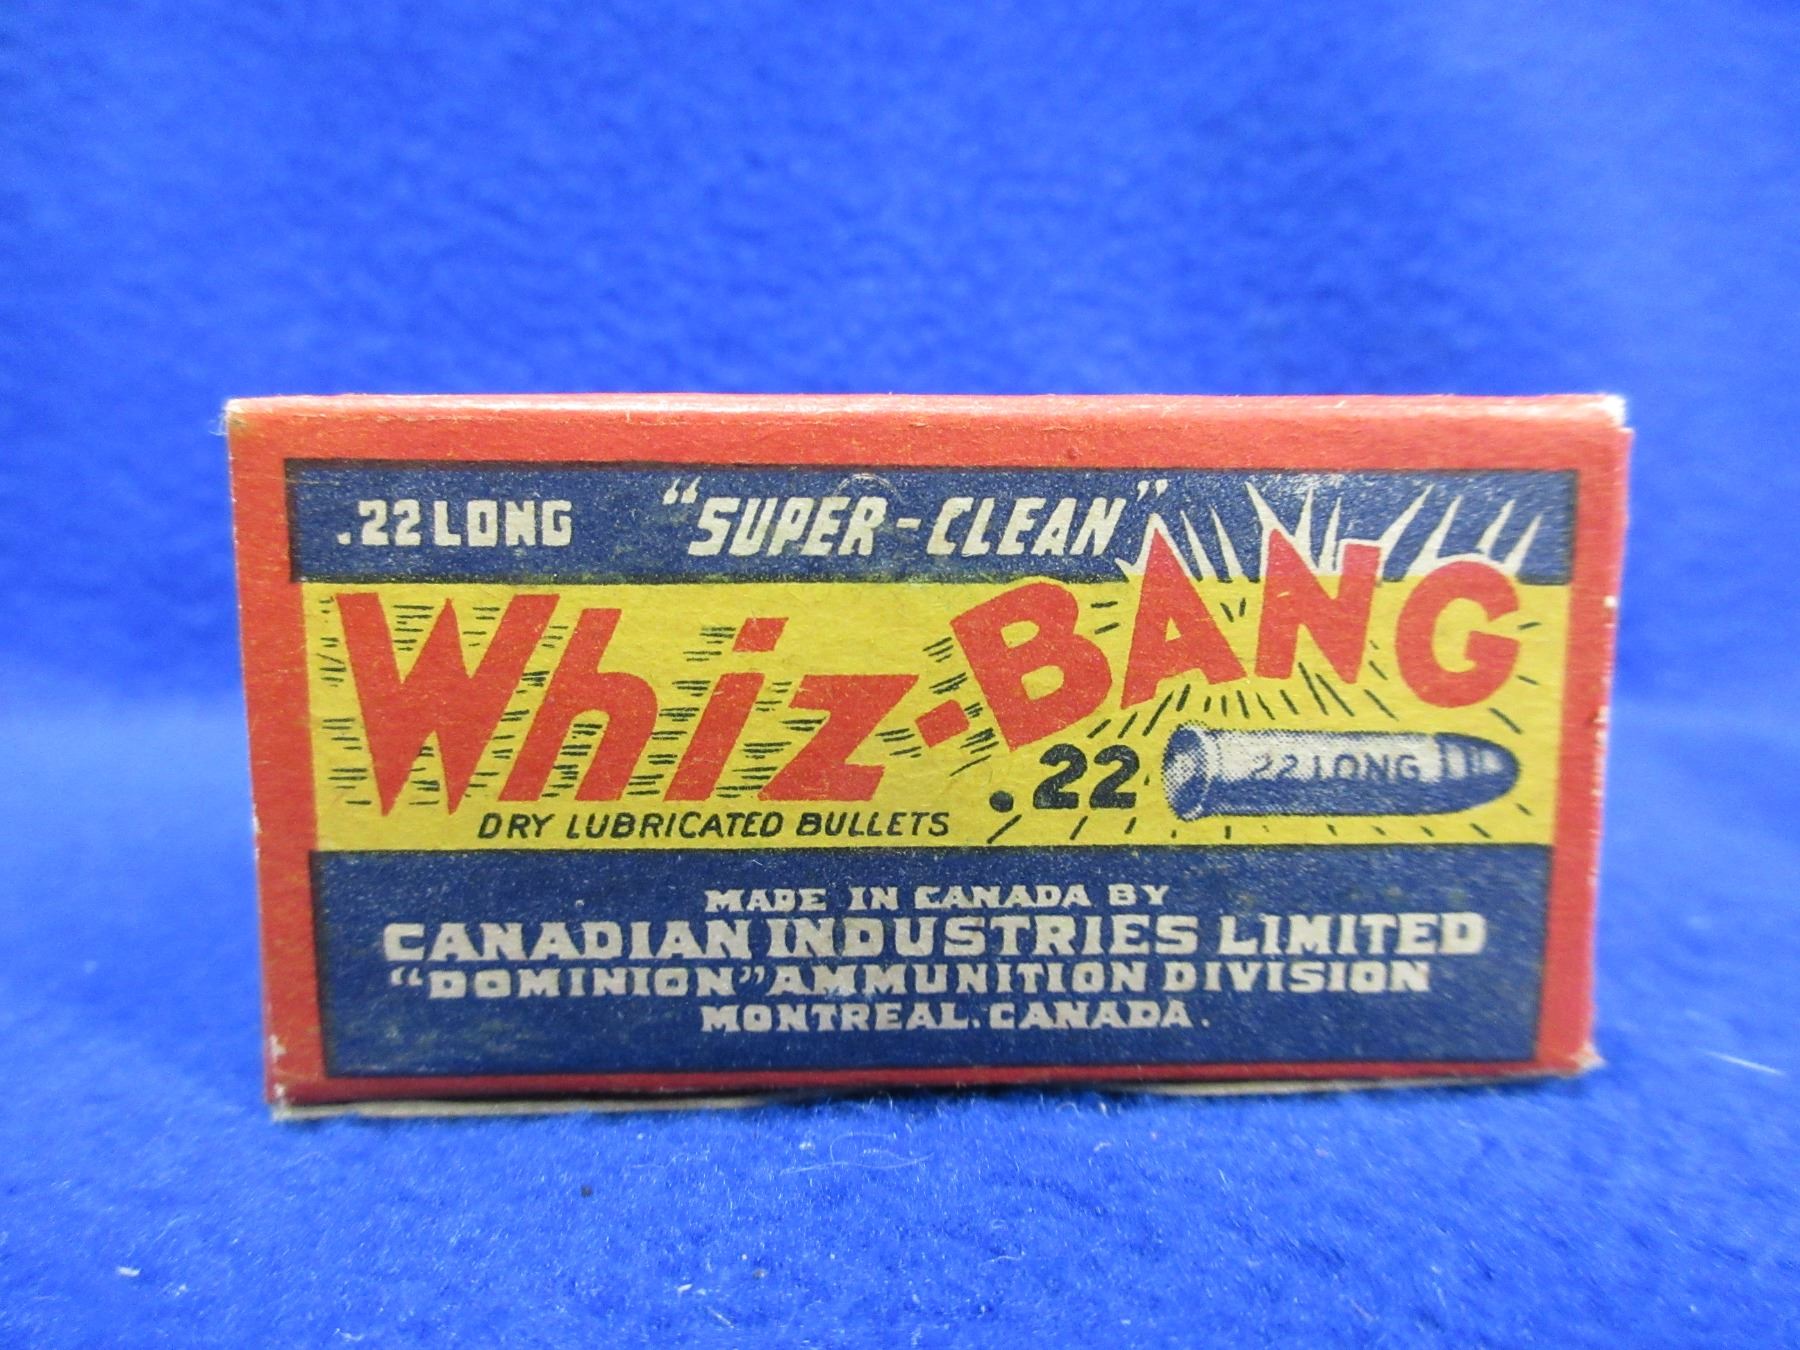 .22 LONG "SUPER-CLEAN"
Whiz-BANG
.22 22 LONG
DRY LUBRICATED BULLETS
MADE IN CANADA BY
CANADIAN INDUSTRIES LIMITED
"DOMINION" AMMUNITION DIVISION
MONTREAL. CANADA.